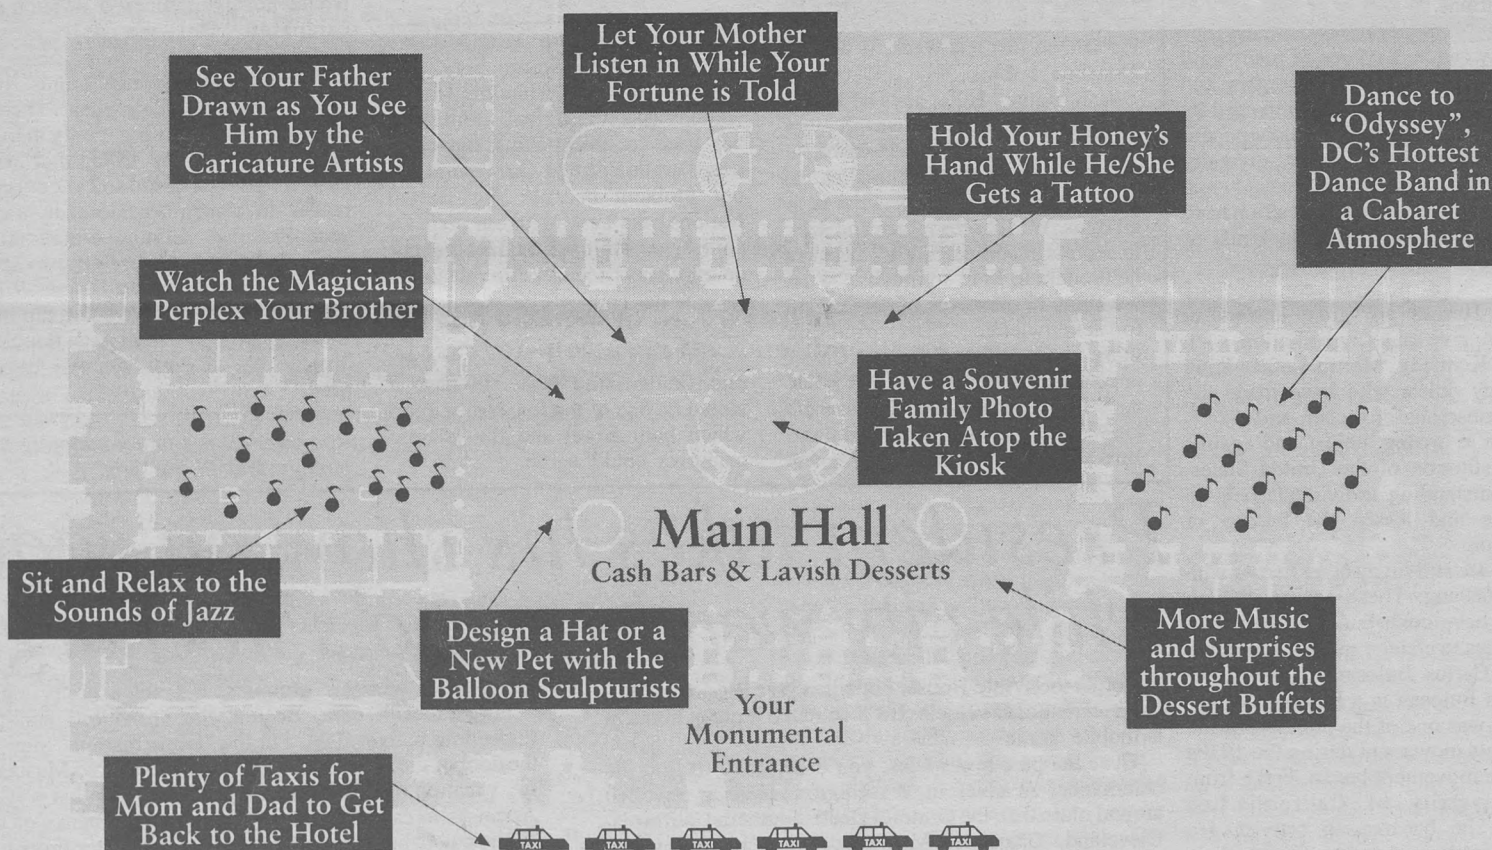 See Your Father
Drawn as You See
Him by the
Caricature Artists
Let Your Mother
Listen in While Your
Fortune is Told
Hold Your Honey's
Hand While He/She
Gets a Tattoo
Dance to
“Odyssey”,
DC's Hottest
Dance Band in
a Cabaret
Atmosphere
Watch the Magicians
Perplex Your Brother
Have a Souvenir
Family Photo
Taken Atop the
Kiosk
Main Hall
Cash Bars & Lavish Desserts
Sit and Relax to the
Sounds of Jazz
Design a Hat or a
New Pet with the
Balloon Sculpturists
More Music
and Surprises
throughout the
Dessert Buffets
Your
Monumental
Entrance
Plenty of Taxis for
Mom and Dad to Get
Back to the Hotel
TAXI TAXI TAXI TAXI TAXI TAXI